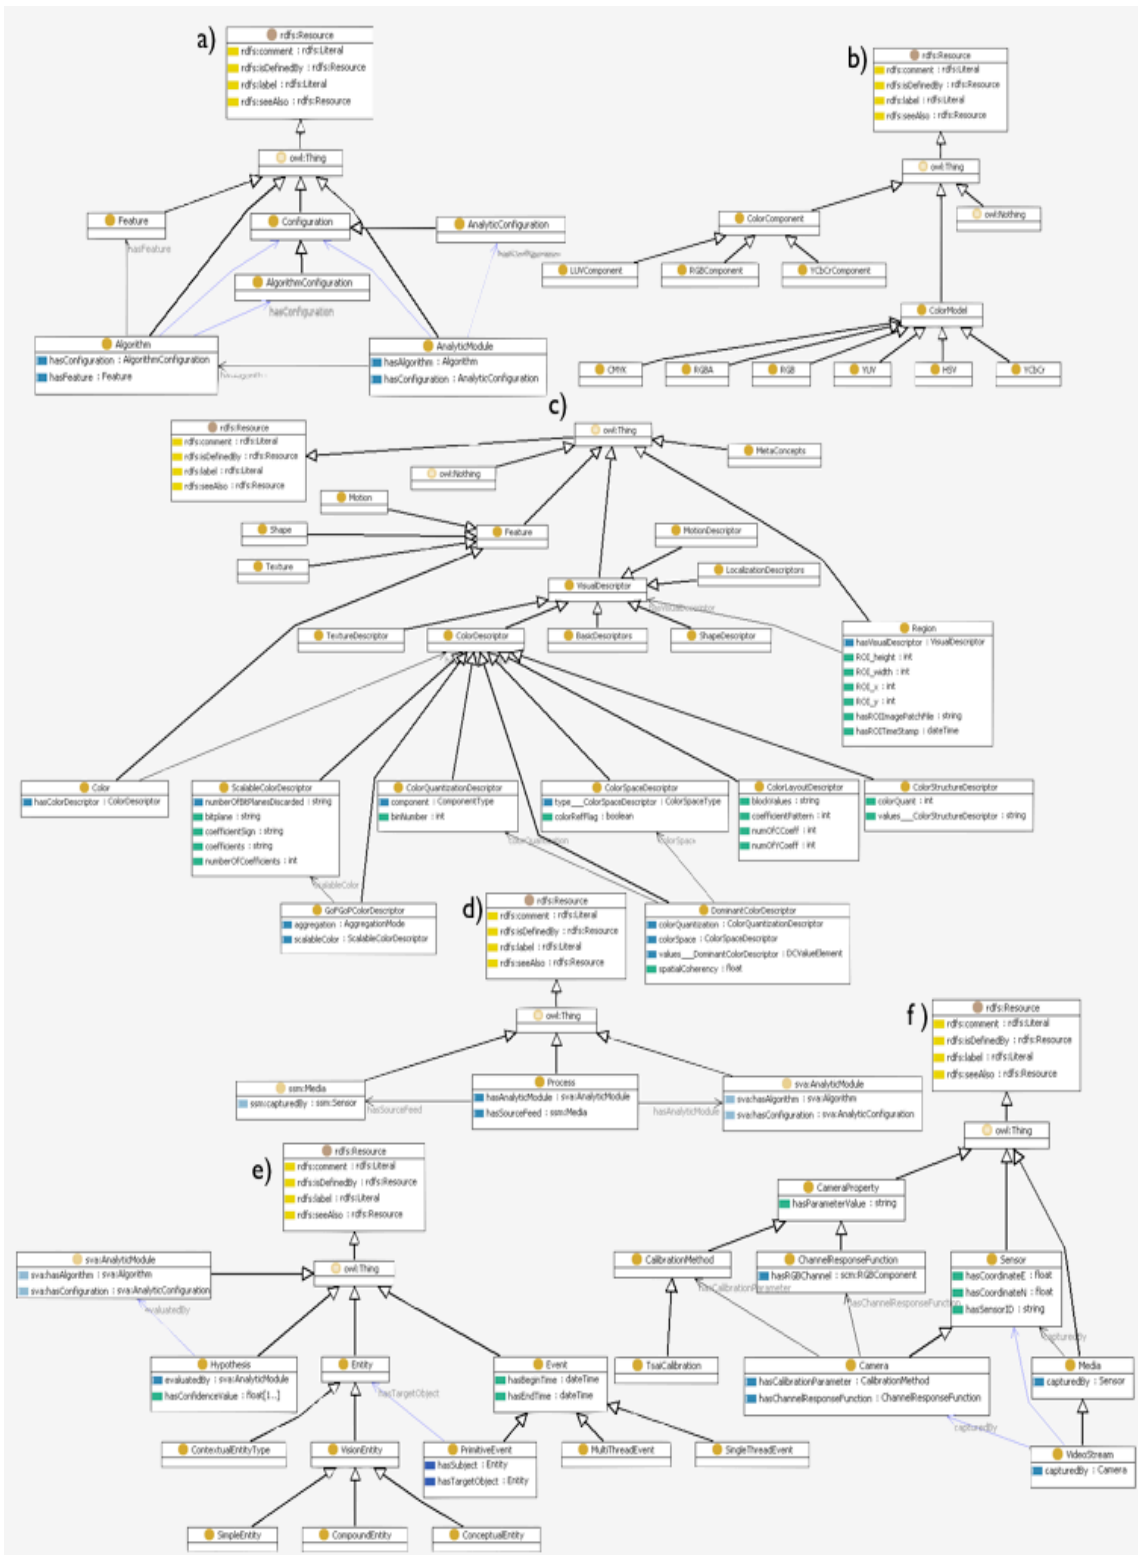 a)
rdfs:Resource
rdfs:comment : rdfs:Literal
rdfs:isDefinedBy : rdfs:Resource
rdfs:label : rdfs:Literal
rdfs:seeAlso : rdfs:Resource
owl:Thing
Feature
Configuration
AnalyticConfiguration
hasFeature
AlgorithmConfiguration
hasConfiguration
Algorithm
hasConfiguration : AlgorithmConfiguration
hasFeature : Feature
AnalyticModule
hasAlgorithm : Algorithm
hasConfiguration : AnalyticConfiguration
b)
rdfs:Resource
rdfs:comment : rdfs:Literal
rdfs:isDefinedBy : rdfs:Resource
rdfs:label : rdfs:Literal
rdfs:seeAlso : rdfs:Resource
owl:Thing
ColorComponent
owl:Nothing
LUVComponent
RGBComponent
YCbCrComponent
ColorModel
CMYK
RGBA
RGB
YUV
HSV
YCbCr
c)
rdfs:Resource
rdfs:comment : rdfs:Literal
rdfs:isDefinedBy : rdfs:Resource
rdfs:label : rdfs:Literal
rdfs:seeAlso : rdfs:Resource
owl:Thing
MetaConcepts
owl:Nothing
Motion
Shape
Feature
Texture
MotionDescriptor
LocalizationDescriptors
VisualDescriptor
hasVisualDescriptor
TextureDescriptor
ColorDescriptor
BasicDescriptors
ShapeDescriptor
Region
hasVisualDescriptor : VisualDescriptor
ROI_height : int
ROI_width : int
ROI_x : int
ROI_y : int
hasROIImagePatchFile : string
hasROITimeStamp : dateTime
Color
hasColorDescriptor : ColorDescriptor
ScalableColorDescriptor
numberOfBitPlanesDiscarded : string
bitplane : string
coefficientSign : string
coefficients : string
numberOfCoefficients : int
ColorQuantizationDescriptor
component : ComponentType
binNumber : int
ColorSpaceDescriptor
type___ColorSpaceDescriptor : ColorSpaceType
colorRefFlag : boolean
ColorLayoutDescriptor
blockValues : string
coefficientPattern : int
numOfCCoeff : int
numOfYCoeff : int
ColorStructureDescriptor
colorQuant : int
values___ColorStructureDescriptor : string
colorQuantization
colorSpace
scalableColor
GofGoPColorDescriptor
aggregation : AggregationMode
scalableColor : ScalableColorDescriptor
DominantColorDescriptor
colorQuantization : ColorQuantizationDescriptor
colorSpace : ColorSpaceDescriptor
values___DominantColorDescriptor : DCValueElement
spatialCoherency : float
d)
rdfs:Resource
rdfs:comment : rdfs:Literal
rdfs:isDefinedBy : rdfs:Resource
rdfs:label : rdfs:Literal
rdfs:seeAlso : rdfs:Resource
owl:Thing
ssm:Media
ssm:capturedBy : ssm:Sensor
hasSourceFeed
Process
hasAnalyticModule : sva:AnalyticModule
hasSourceFeed : ssm:Media
hasAnalyticModule
sva:AnalyticModule
sva:hasAlgorithm : sva:Algorithm
sva:hasConfiguration : sva:AnalyticConfiguration
e)
rdfs:Resource
rdfs:comment : rdfs:Literal
rdfs:isDefinedBy : rdfs:Resource
rdfs:label : rdfs:Literal
rdfs:seeAlso : rdfs:Resource
sva:AnalyticModule
sva:hasAlgorithm : sva:Algorithm
sva:hasConfiguration : sva:AnalyticConfiguration
owl:Thing
evaluatedBy
Hypothesis
evaluatedBy : sva:AnalyticModule
hasConfidenceValue : float[1..]
Entity
hasTargetObject
Event
hasBeginTime : dateTime
hasEndTime : dateTime
ContextualEntityType
VisionEntity
PrimitiveEvent
hasSubject : Entity
hasTargetObject : Entity
MultiThreadEvent
SingleThreadEvent
SimpleEntity
CompoundEntity
ConceptualEntity
f)
rdfs:Resource
rdfs:comment : rdfs:Literal
rdfs:isDefinedBy : rdfs:Resource
rdfs:label : rdfs:Literal
rdfs:seeAlso : rdfs:Resource
owl:Thing
CameraProperty
hasParameterValue : string
CalibrationMethod
ChannelResponseFunction
hasRGBChannel : scm:RGBComponent
Sensor
hasCoordinateE : float
hasCoordinateN : float
hasSensorID : string
hasCalibrationParameter
hasChannelResponseFunction
capturedBy
TsaiCalibration
Camera
hasCalibrationParameter : CalibrationMethod
hasChannelResponseFunction : ChannelResponseFunction
Media
capturedBy : Sensor
capturedBy
VideoStream
capturedBy : Camera